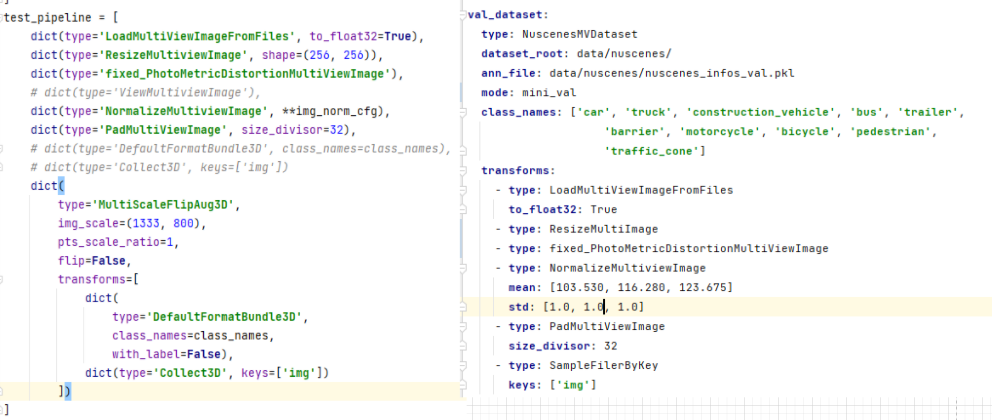 test_pipeline = [
    dict(type='LoadMultiViewImageFromFiles', to_float32=True),
    dict(type='ResizeMultiviewImage', shape=(256, 256)),
    dict(type='fixed_PhotoMetricDistortionMultiViewImage'),
    # dict(type='ViewMultiviewImage'),
    dict(type='NormalizeMultiviewImage', **img_norm_cfg),
    dict(type='PadMultiViewImage', size_divisor=32),
    # dict(type='DefaultFormatBundle3D', class_names=class_names),
    # dict(type='Collect3D', keys=['img'])
    dict(
        type='MultiScaleFlipAug3D',
        img_scale=(1333, 800),
        pts_scale_ratio=1,
        flip=False,
        transforms=[
            dict(
                type='DefaultFormatBundle3D',
                class_names=class_names,
                with_label=False),
            dict(type='Collect3D', keys=['img'])
        ])
]
val_dataset:
  type: NuscenesMVDataset
  dataset_root: data/nuscenes/
  ann_file: data/nuscenes/nuscenes_infos_val.pkl
  mode: mini_val
  class_names: ['car', 'truck', 'construction_vehicle', 'bus', 'trailer',
                'barrier', 'motorcycle', 'bicycle', 'pedestrian',
                'traffic_cone']
  transforms:
    - type: LoadMultiViewImageFromFiles
      to_float32: True
    - type: ResizeMultiImage
    - type: fixed_PhotoMetricDistortionMultiViewImage
    - type: NormalizeMultiviewImage
      mean: [103.530, 116.280, 123.675]
      std: [1.0, 1.0, 1.0]
    - type: PadMultiViewImage
      size_divisor: 32
    - type: SampleFilerByKey
      keys: ['img']